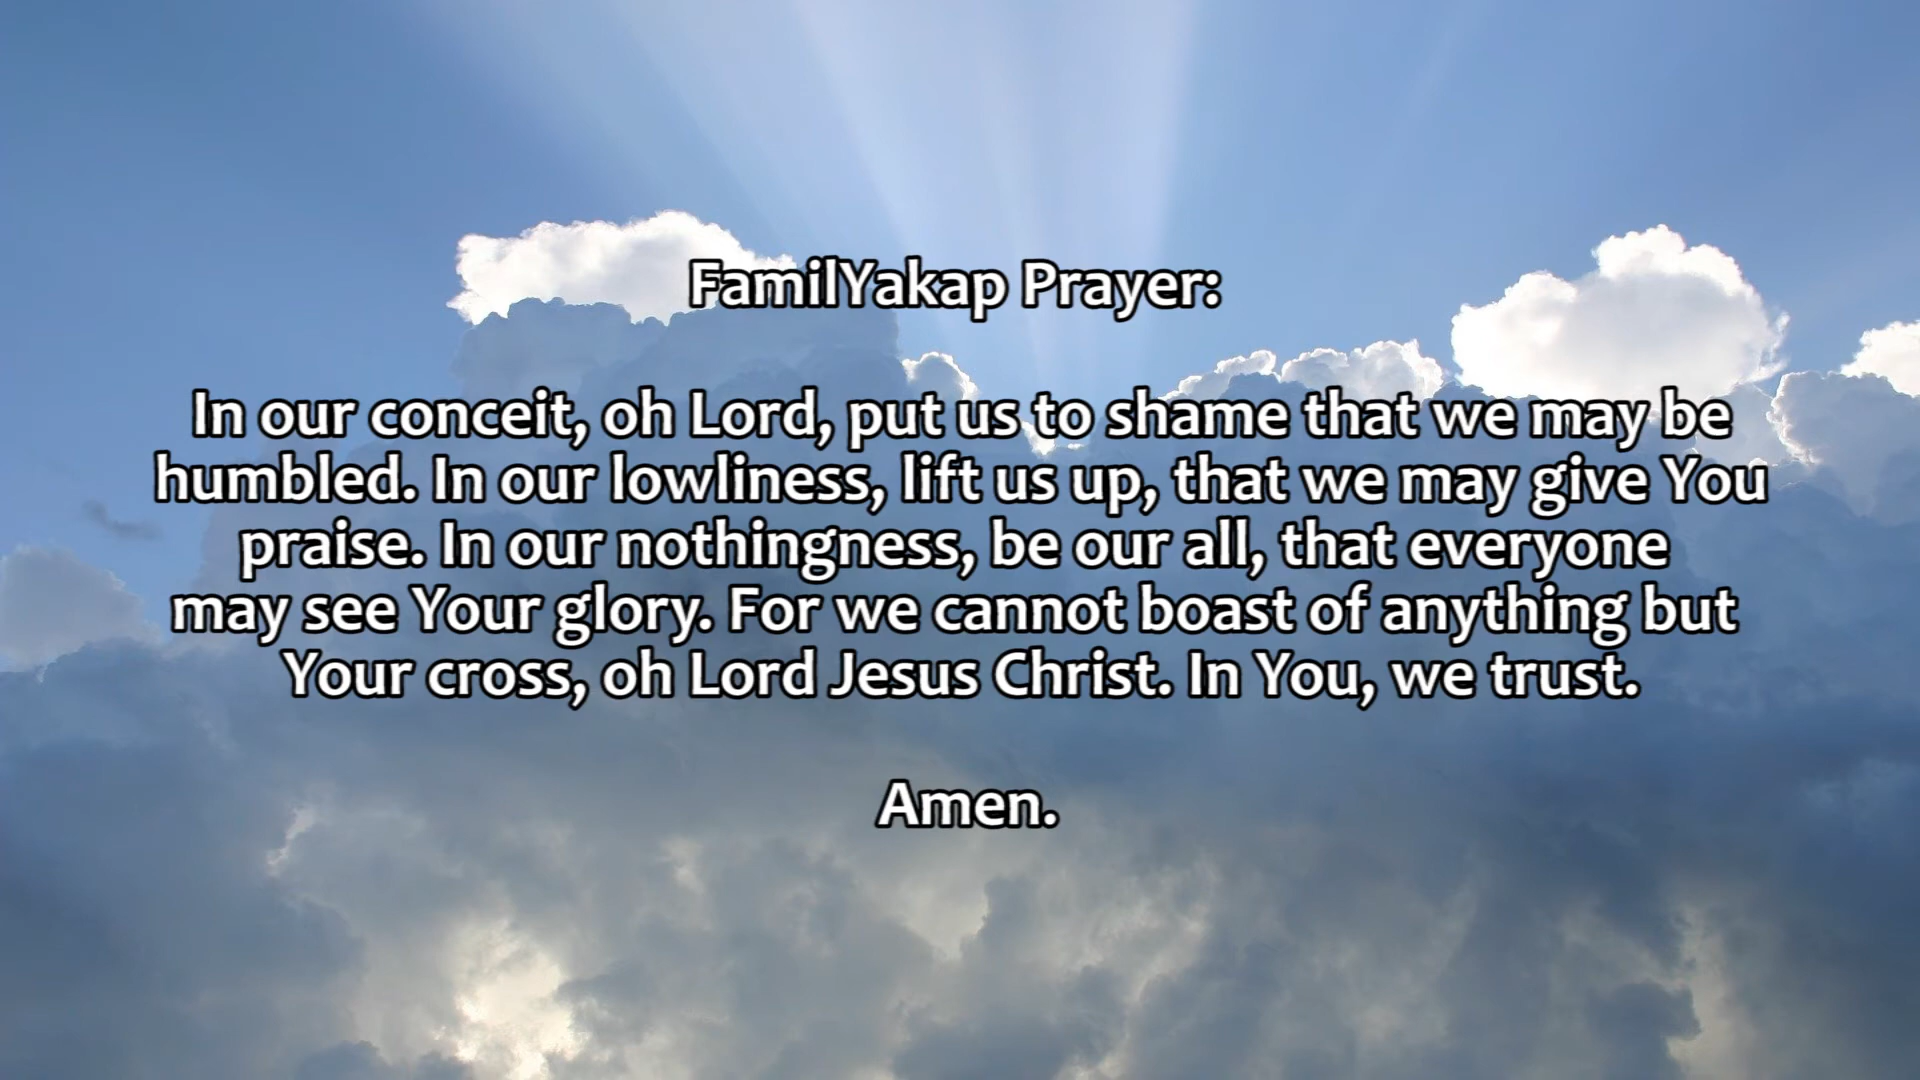 FamilYakap Prayer:
In our conceit, oh Lord, put us to shame that we may be
humbled. In our lowliness, lift us up, that we may give You
praise. In our nothingness, be our all, that everyone
may see Your glory. For we cannot boast of anything but
Your cross, oh Lord Jesus Christ. In You, we trust.
Amen.